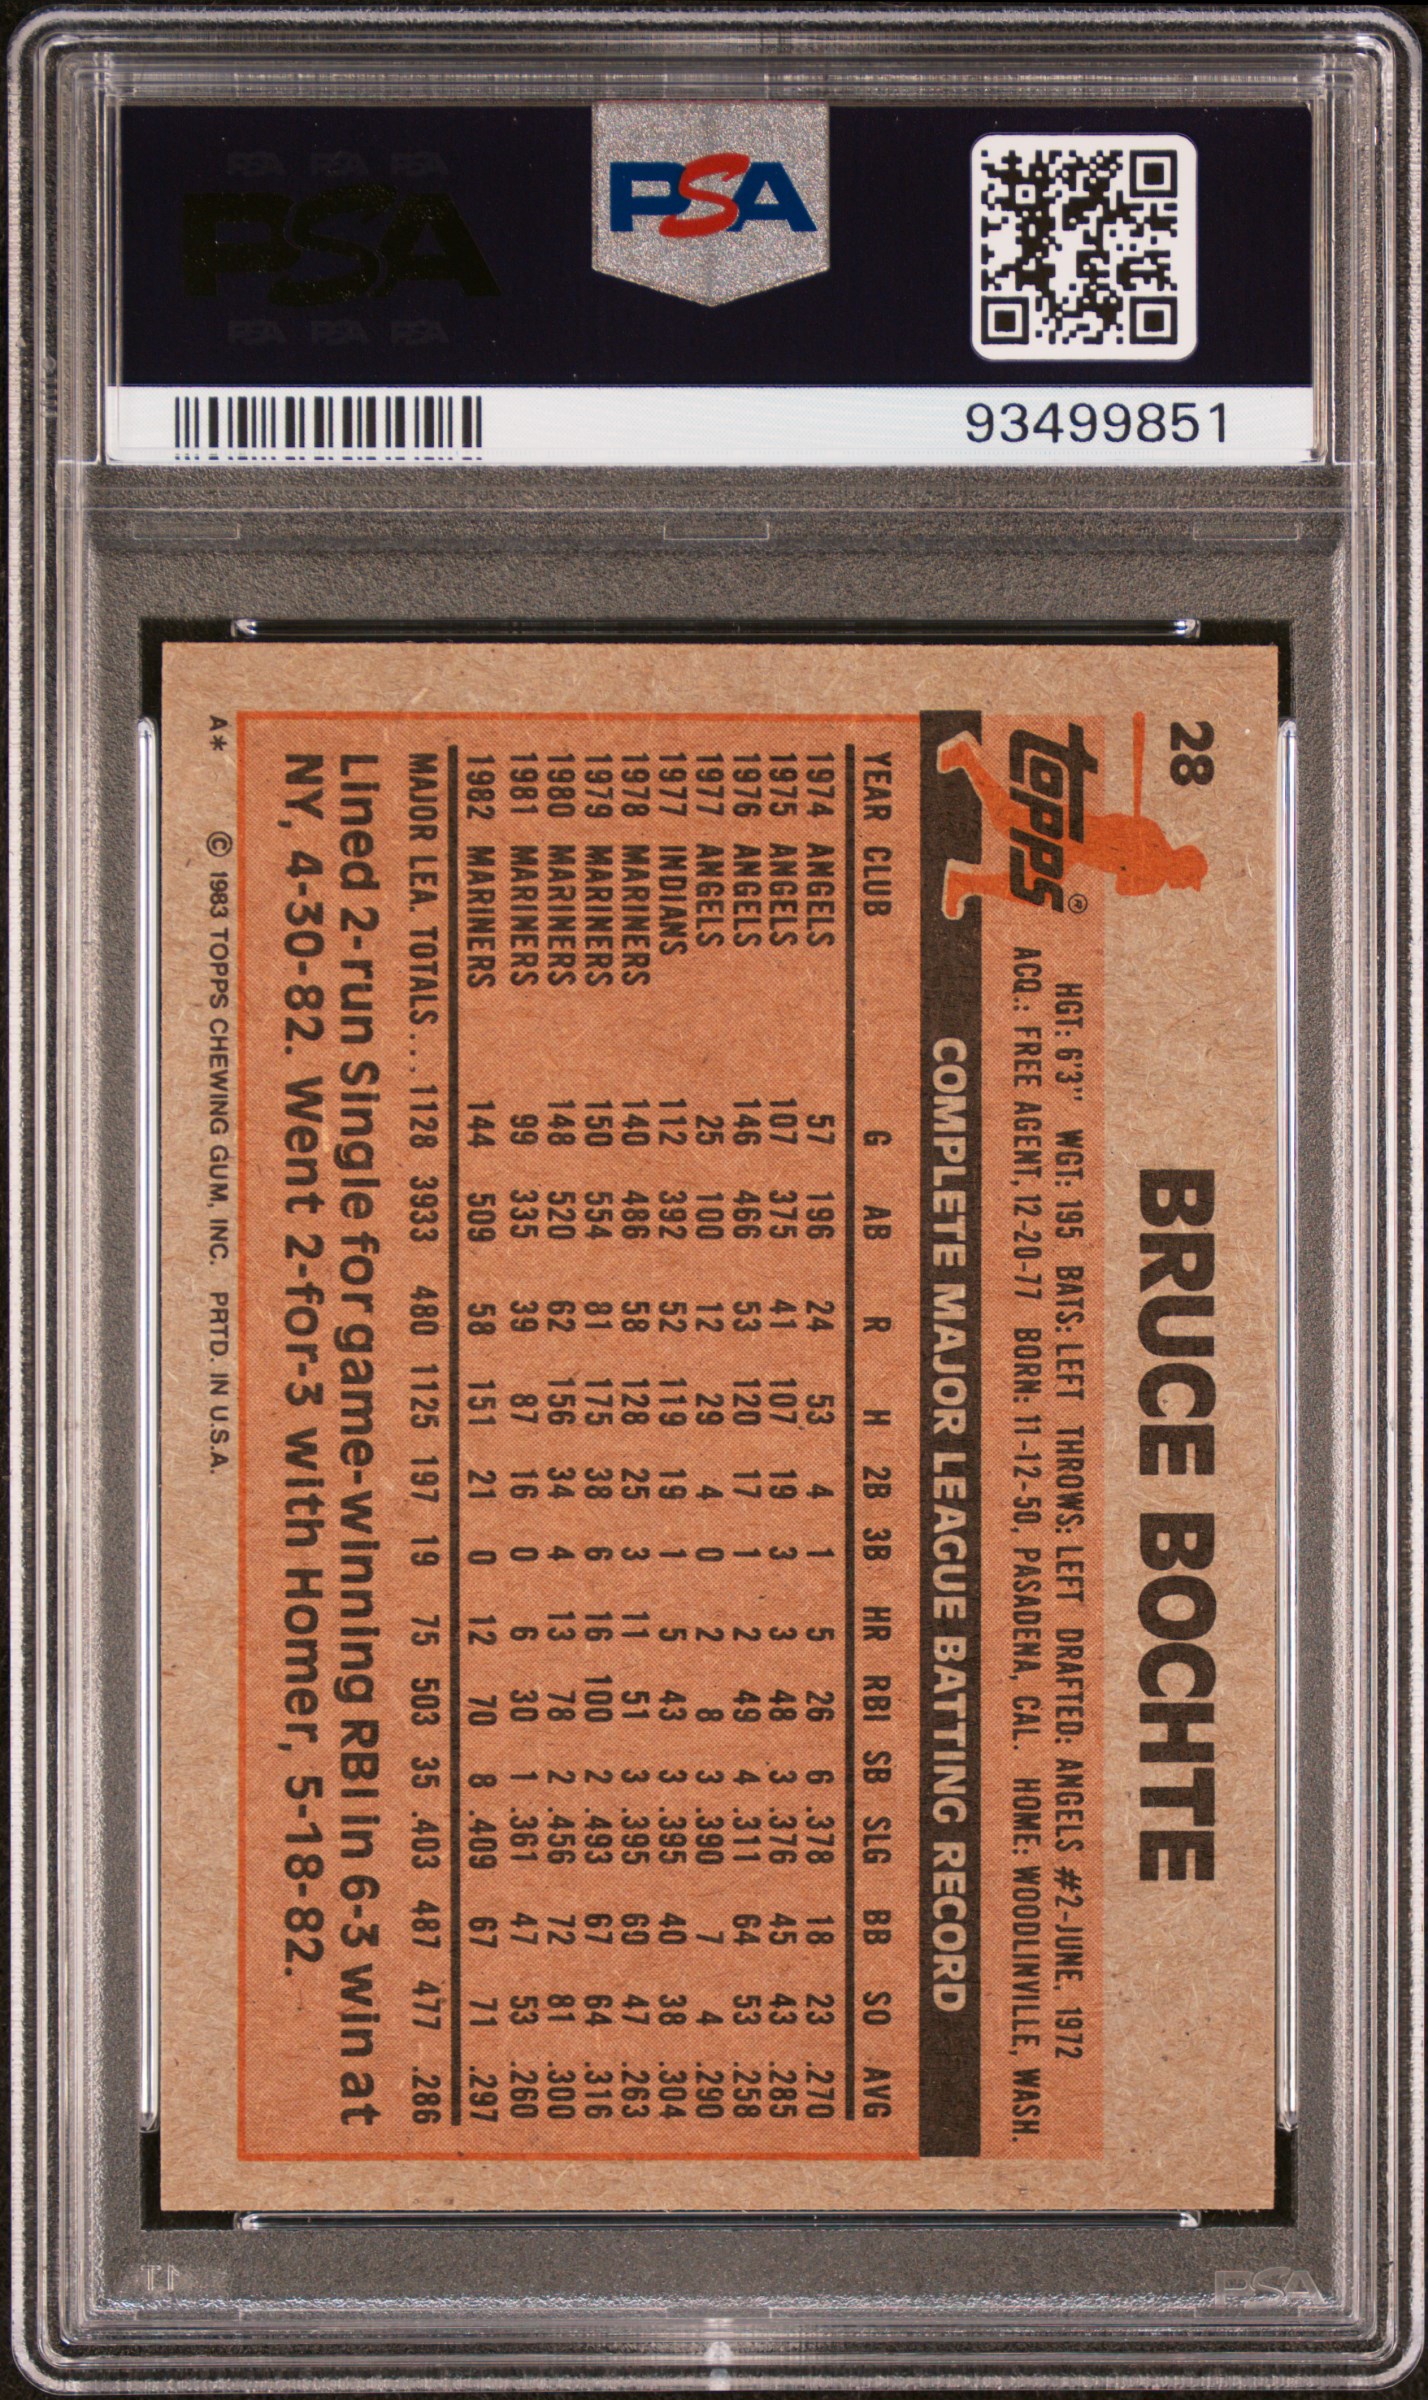 PSA PSA PSA
PSA
PSA PSA PSA
PSA
93499851
28
BRUCE BOCHTE
topps®
HGT: 6'3" WGT: 195 BATS: LEFT THROWS: LEFT DRAFTED: ANGELS #2-JUNE, 1972
ACQ.: FREE AGENT, 12-20-77 BORN: 11-12-50, PASADENA, CAL. HOME: WOODLINVILLE, WASH.
COMPLETE MAJOR LEAGUE BATTING RECORD
YEAR CLUB G AB R H 2B 3B HR RBI SB SLG BB SO AVG
1974 ANGELS 57 196 24 53 4 1 5 26 6 .378 18 23 .270
1975 ANGELS 107 375 41 107 19 3 3 48 3 .376 45 43 .285
1976 ANGELS 146 466 53 120 17 1 2 49 4 .311 64 53 .258
1977 ANGELS 25 100 12 29 4 0 2 8 3 .390 7 4 .290
1977 INDIANS 112 392 52 119 19 1 5 43 3 .395 40 38 .304
1978 MARINERS 140 486 58 128 25 3 11 51 3 .395 60 47 .263
1979 MARINERS 150 554 81 175 38 6 16 100 2 .493 67 64 .316
1980 MARINERS 148 520 62 156 34 4 13 78 2 .456 72 81 .300
1981 MARINERS 99 335 39 87 16 0 6 30 1 .361 47 53 .260
1982 MARINERS 144 509 58 151 21 0 12 70 8 .409 67 71 .297
MAJOR LEA. TOTALS... 1128 3933 480 1125 197 19 75 503 35 .403 487 477 .286
Lined 2-run Single for game-winning RBI in 6-3 win at
NY, 4-30-82. Went 2-for-3 with Homer, 5-18-82.
A* © 1983 TOPPS CHEWING GUM, INC. PRTD. IN U.S.A.
PSA